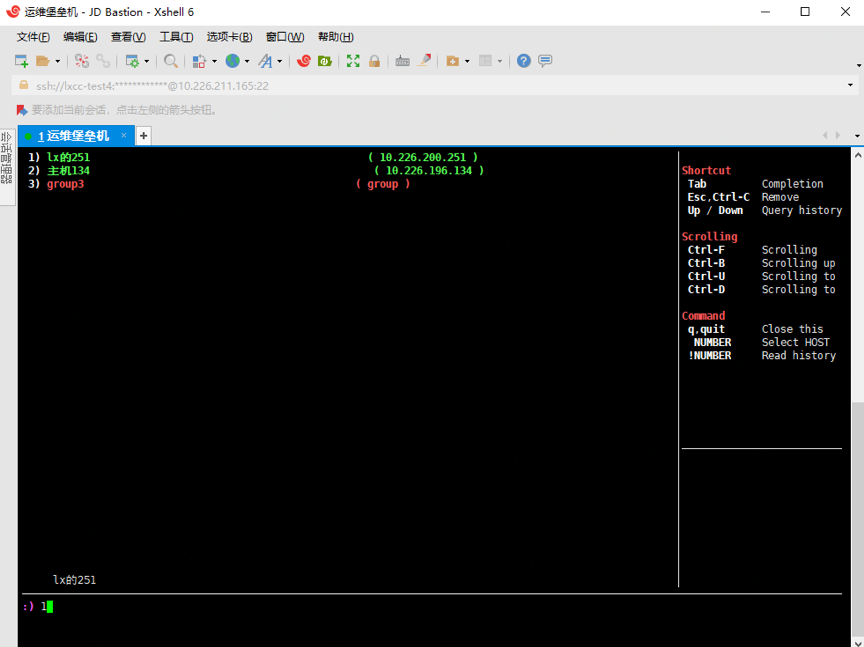 运维堡垒机 - JD Bastion - Xshell 6
文件(F) 编辑(E) 查看(V) 工具(T) 选项卡(B) 窗口(W) 帮助(H)
ssh://lxcc-test4:************@10.226.211.165:22
要添加当前会话，点击左侧的箭头按钮。
会话管理器
1 运维堡垒机 × +
1) lx的251 ( 10.226.200.251 )
2) 主机134 ( 10.226.196.134 )
3) group3 ( group )
Shortcut
Tab Completion
Esc,Ctrl-C Remove
Up / Down Query history
Scrolling
Ctrl-F Scrolling
Ctrl-B Scrolling up
Ctrl-U Scrolling to
Ctrl-D Scrolling to
Command
q,quit Close this
NUMBER Select HOST
!NUMBER Read history
lx的251
:) 1